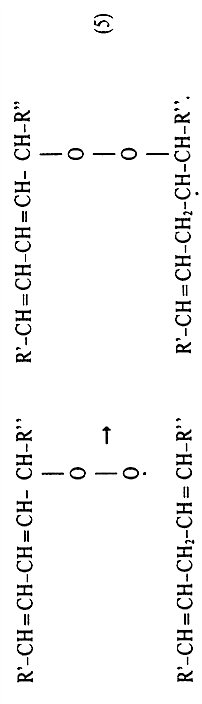 R'–CH=CH–CH=CH– CH–R'' R'–CH=CH–CH=CH– CH–R''
| |
O O
| → | (5)
O· O
|
R'–CH=CH–CH₂–CH= CH–R'' R'–CH=CH–CH₂–CH–CH–R''.
·